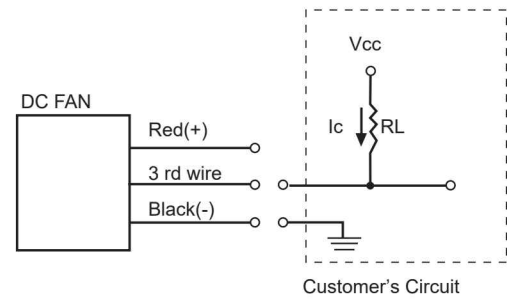 Vcc
DC FAN
Red(+)
Ic
RL
3 rd wire
Black(-)
Customer's Circuit